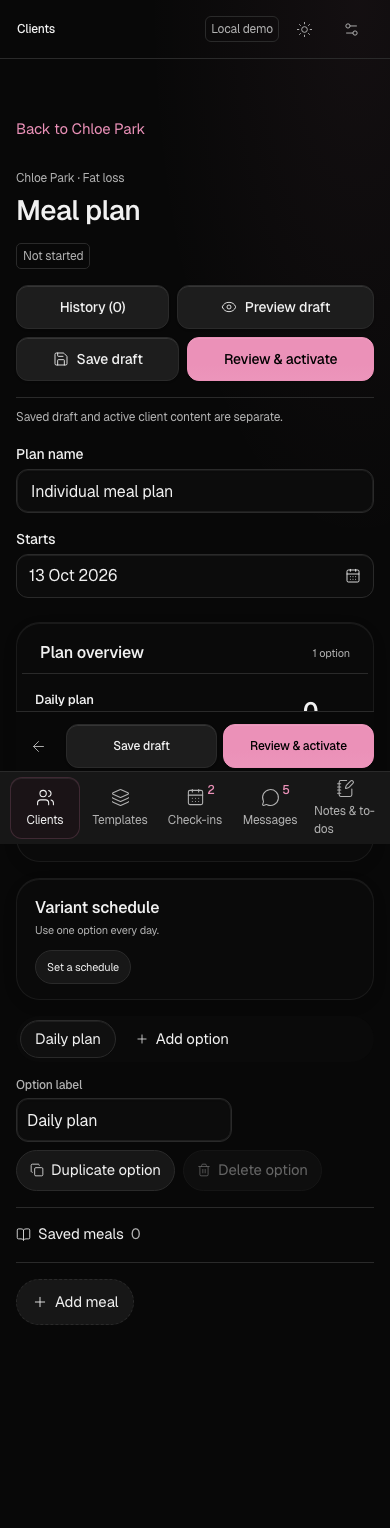 Clients
Local demo
Back to Chloe Park
Chloe Park · Fat loss
Meal plan
Not started
History (0)
Preview draft
Save draft
Review & activate
Saved draft and active client content are separate.
Plan name
Individual meal plan
Starts
13 Oct 2026
Plan overview
1 option
Daily plan
Save draft
Review & activate
Clients
Templates
2
Check-ins
5
Messages
Notes & to-
dos
Variant schedule
Use one option every day.
Set a schedule
Daily plan
+ Add option
Option label
Daily plan
Duplicate option
Delete option
Saved meals 0
+ Add meal